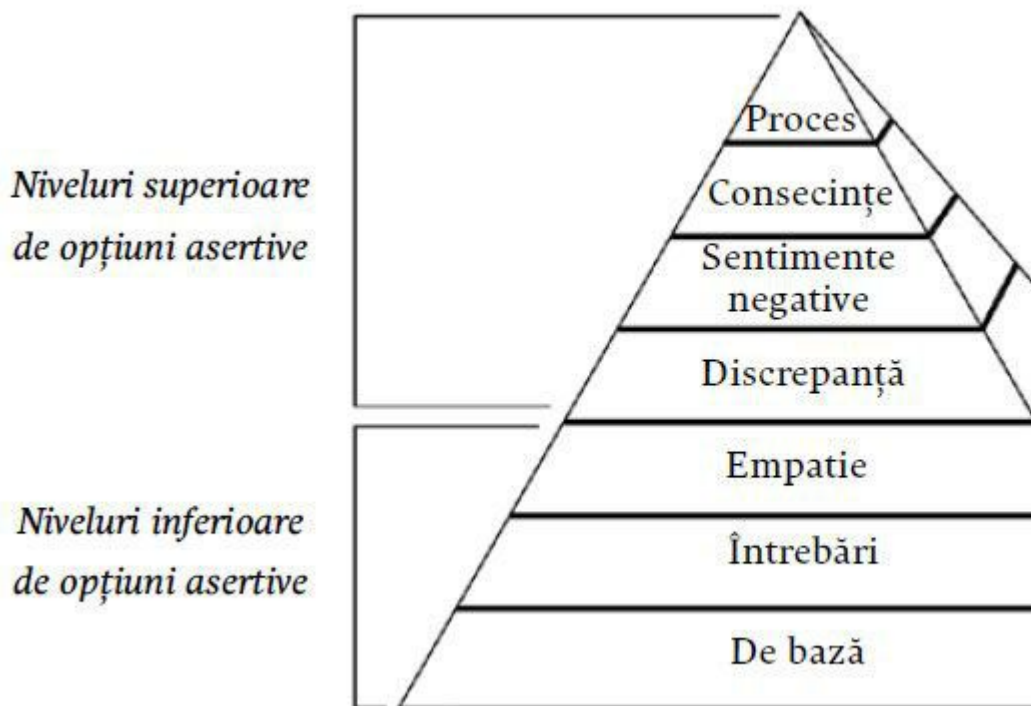 Proces
Consecințe
Sentimente
negative
Discrepanță
Empatie
Întrebări
De bază
Niveluri superioare
de opțiuni asertive
Niveluri inferioare
de opțiuni asertive